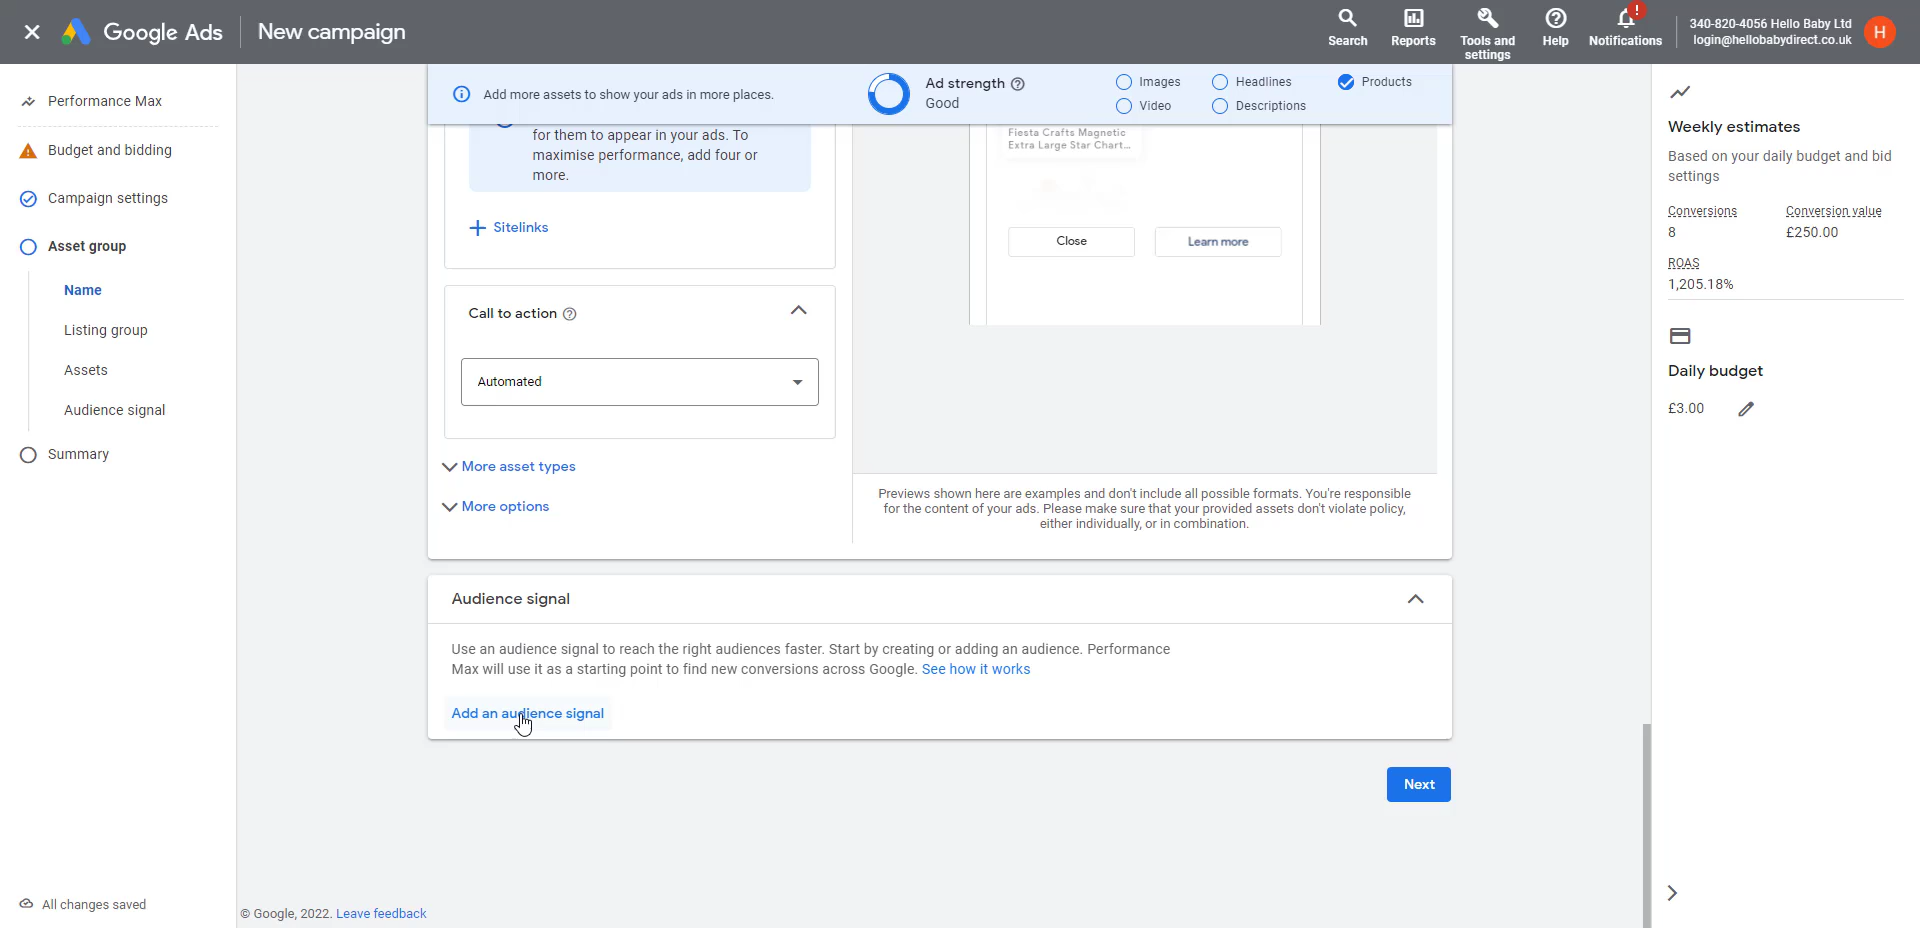 Google Ads
New campaign
Search
Reports
Tools and
settings
Help
!
Notifications
340-820-4056 Hello Baby Ltd
login@hellobabydirect.co.uk
H
Performance Max
Budget and bidding
Campaign settings
Asset group
Name
Listing group
Assets
Audience signal
Summary
All changes saved
Add more assets to show your ads in more places.
Ad strength
Good
Images
Headlines
Products
Video
Descriptions
for them to appear in your ads. To
maximise performance, add four or
more.
Sitelinks
Call to action
Automated
More asset types
More options
Fiesta Crafts Magnetic
Extra Large Star Chart...
Close
Learn more
Previews shown here are examples and don't include all possible formats. You're responsible
for the content of your ads. Please make sure that your provided assets don't violate policy,
either individually, or in combination.
Audience signal
Use an audience signal to reach the right audiences faster. Start by creating or adding an audience. Performance
Max will use it as a starting point to find new conversions across Google. See how it works
Add an audience signal
Next
© Google, 2022. Leave feedback
Weekly estimates
Based on your daily budget and bid
settings
Conversions
Conversion value
8
£250.00
ROAS
1,205.18%
Daily budget
£3.00